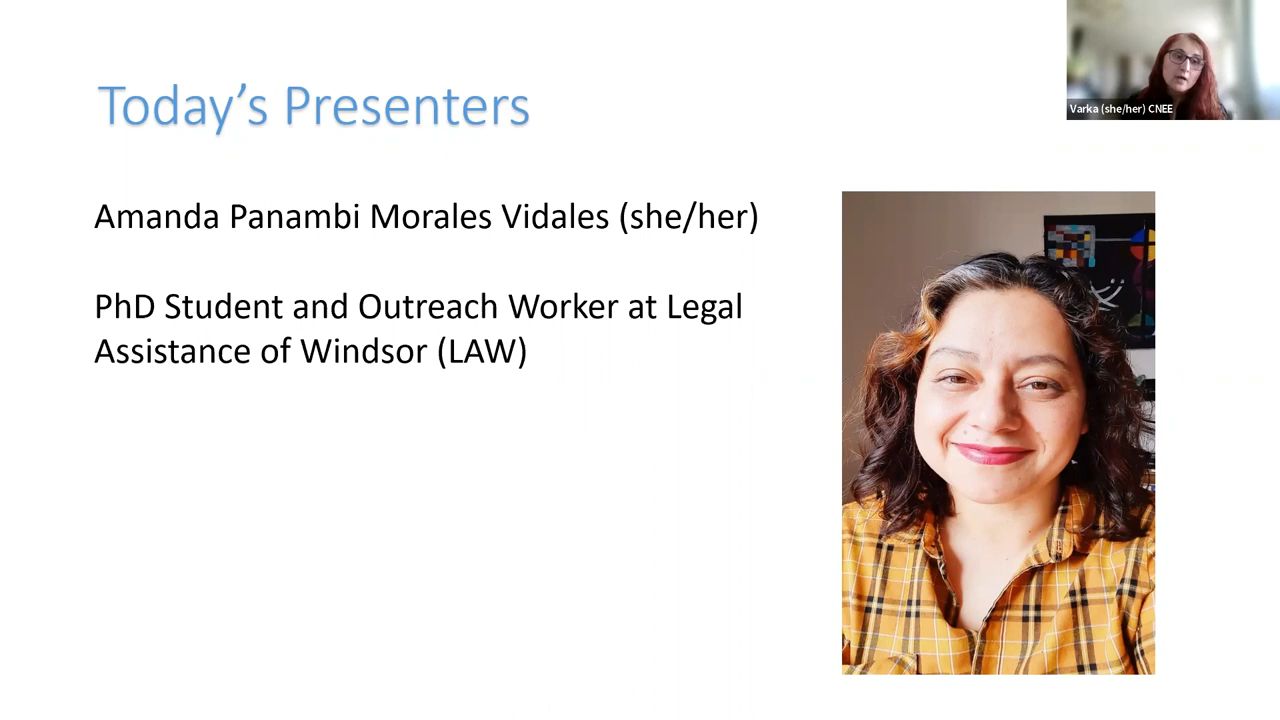 Today's Presenters
Varka (she/her) CNEE
Amanda Panambi Morales Vidales (she/her)
PhD Student and Outreach Worker at Legal
Assistance of Windsor (LAW)